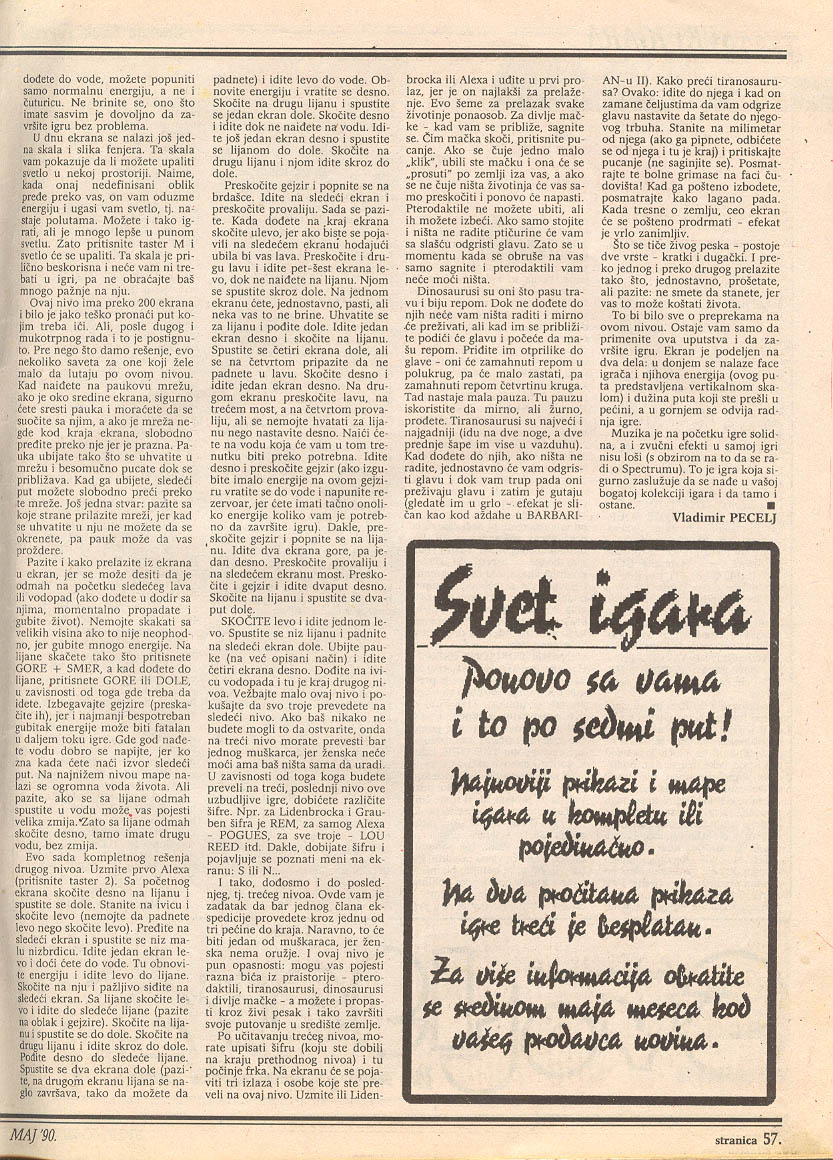 dođete do vode, možete popuniti
samo normalnu energiju, a ne i
čuturicu. Ne brinite se, ono što
imate sasvim je dovoljno da za-
vršite igru bez problema.
U dnu ekrana se nalazi još jed-
na skala i slika fenjera. Ta skala
vam pokazuje da li možete upaliti
svetlo u nekoj prostoriji. Naime,
kada onaj nedefinisani oblik
pređe preko vas, on vam oduzme
energiju i ugasi vam svetlo, tj. na-
staje polutama. Možete i tako ig-
rati, ali je mnogo lepše u punom
svetlu. Zato pritisnite taster M i
svetlo će se upaliti. Ta skala je pri-
lično beskorisna i neće vam ni tre-
bati u igri, pa ne obraćajte baš
mnogo pažnje na nju.
Ovaj nivo ima preko 200 ekrana
i bilo je jako teško pronaći put ko-
jim treba ići. Ali, posle dugog i
mukotrpnog rada i to je postignu-
to. Pre nego što damo rešenje, evo
nekoliko saveta za one koji žele
malo da lutaju po ovom nivou.
Kad naiđete na paukovu mrežu,
ako je oko sredine ekrana, sigurno
ćete sresti pauka i moraćete da se
suočite sa njim, a ako je mreža ne-
gde kod kraja ekrana, slobodno
pređite preko nje jer je prazna. Pa-
uka ubijate tako što se uhvatite u
mrežu i besomučno pucate dok se
približava. Kad ga ubijete, sledeći
put možete slobodno preći preko
te mreže. Još jedna stvar: pazite sa
koje strane prilazite mreži, jer kad
se uhvatite u nju ne možete da se
okrenete, pa pauk može da vas
proždere.
Pazite i kako prelazite iz ekrana
u ekran, jer se može desiti da je
odmah na početku sledećeg lava
ili vodopad (ako dođete u dodir sa
njima, momentalno propadate i
gubite život). Nemojte skakati sa
velikih visina ako to nije neophod-
no, jer gubite mnogo energije. Na
lijane skačete tako što pritisnete
GORE + SMER, a kad dođete do
lijane, pritisnete GORE ili DOLE,
u zavisnosti od toga gde treba da
idete. Izbegavajte gejzire (preska-
čite ih), jer i najmanji bespotreban
gubitak energije može biti fatalan
u daljem toku igre. Gde god nađe-
te vodu dobro se napijte, jer ko
zna kada ćete naći izvor sledeći
put. Na najnižem nivou mape na-
lazi se ogromna voda života. Ali
pazite, ako se sa lijane odmah
spustite u vodu može vas pojesti
velika zmija. Zato sa lijane odmah
skočite desno, tamo imate drugu
vodu, bez zmija.
Evo sada kompletnog rešenja
drugog nivoa. Uzmite prvo Alexa
(pritisnite taster 2). Sa početnog
ekrana skočite desno na lijanu i
spustite se dole. Stanite na ivicu i
skočite levo (nemojte da padnete
levo nego skočite levo). Pređite na
sledeći ekran i spustite se niz ma-
lu nizbrdicu. Idite jedan ekran le-
vo i doći ćete do vode. Tu obnovi-
te energiju i idite levo do lijane.
Skočite na nju i pažljivo siđite na
sledeći ekran. Sa lijane skočite le-
vo i idite do sledeće lijane (pazite
na oblak i gejzire). Skočite na lija-
nu i spustite se do dole. Skočite na
drugu lijanu i idite skroz do dole.
Pođite desno do sledeće lijane.
Spustite se dva ekrana dole (pazi-
te, na drugom ekranu lijana se na-
glo završava, tako da možete da
padnete) i idite levo do vode. Ob-
novite energiju i vratite se desno.
Skočite na drugu lijanu i spustite
se jedan ekran dole. Skočite desno
i idite dok ne naiđete na vodu. Idi-
te još jedan ekran desno i spustite
se lijanom do dole. Skočite na
drugu lijanu i njom idite skroz do
dole.
Preskočite gejzir i popnite se na
brdašce. Idite na sledeći ekran i
preskočite provaliju. Sada se pazi-
te. Kada dođete na kraj ekrana
skočite ulevo, jer ako biste se poja-
vili na sledećem ekranu hodajući
ubila bi vas lava. Preskočite i dru-
gu lavu i idite pet-šest ekrana le-
vo, dok ne naiđete na lijanu. Njom
se spustite skroz dole. Na jednom
ekranu ćete, jednostavno, pasti, ali
neka vas to ne brine. Uhvatite se
za lijanu i pođite dole. Idite jedan
ekran desno i skočite na lijanu.
Spustite se četiri ekrana dole, ali
se na četvrtom pripazite da ne
padnete u lavu. Skočite desno i
idite jedan ekran desno. Na dru-
gom ekranu preskočite lavu, na
trećem most, a na četvrtom prova-
liju, ali se nemojte hvatati za lija-
nu nego nastavite desno. Naići će-
te na vodu koja će vam u tom tre-
nutku biti preko potrebna. Idite
desno i preskočite gejzir (ako izgu-
bite imalo energije na ovom gejzi-
ru vratite se do vode i napunite re-
zervoar, jer ćete imati tačno onoli-
ko energije koliko vam je potreb-
no da završite igru). Dakle, pre-
skočite gejzir i popnite se na lija-
nu. Idite dva ekrana gore, pa je-
dan desno. Preskočite provaliju i
na sledećem ekranu most. Presko-
čite i gejzir i idite dvaput desno.
Skočite na lijanu i spustite se dva-
put dole.
SKOČITE levo i idite jednom le-
vo. Spustite se niz lijanu i padnite
na sledeći ekran dole. Ubijte pau-
ke (na već opisani način) i idite
četiri ekrana desno. Dođite na ivi-
cu vodopada i tu je kraj drugog ni-
voa. Vežbajte malo ovaj nivo i po-
kušajte da svo troje prevedete na
sledeći nivo. Ako baš nikako ne
budete mogli to da ostvarite, onda
na treći nivo morate prevesti bar
jednog muškarca, jer ženska neće
moći ama baš ništa sama da uradi.
U zavisnosti od toga koga budete
preveli na treći, poslednji nivo ove
uzbudljive igre, dobićete različite
šifre. Npr. za Lidenbrocka i Grau-
ben šifra je REM, za samog Alexa
- POGUES, za sve troje - LOU
REED itd. Dakle, dobijate šifru i
pojavljuje se poznati meni na ek-
ranu: S ili N...
I tako, dođosmo i do posled-
njeg, tj. trećeg nivoa. Ovde vam je
zadatak da bar jednog člana ek-
spedicije provedete kroz jednu od
tri pećine do kraja. Naravno, to će
biti jedan od muškaraca, jer žen-
ska nema oružje. I ovaj nivo je
pun opasnosti: mogu vas pojesti
razna bića iz praistorije - ptero-
daktili, tiranosaurusi, dinosaurusi
i divlje mačke - a možete i propas-
ti kroz živi pesak i tako završiti
svoje putovanje u središte zemlje.
Po učitavanju trećeg nivoa, mo-
rate upisati šifru (koju ste dobili
na kraju prethodnog nivoa) i tu
počinje frka. Na ekranu će se poja-
viti tri izlaza i osobe koje ste pre-
veli na ovaj nivo. Uzmite ili Liden-
brocka ili Alexa i uđite u prvi pro-
laz, jer je on najlakši za prelaže-
nje. Evo šeme za prelazak svake
životinje ponaosob. Za divlje mač-
ke - kad vam se približe, sagnite
se. Čim mačka skoči, pritisnite pu-
canje. Ako se čuje jedno malo
„klik”, ubili ste mačku i ona će se
„prosuti” po zemlji iza vas, a ako
se ne čuje ništa životinja će vas sa-
mo preskočiti i ponovo će napasti.
Pterodaktile ne možete ubiti, ali
ih možete izbeći. Ako samo stojite
i ništa ne radite ptičurine će vam
sa slašću odgristi glavu. Zato se u
momentu kada se obruše na vas
samo sagnite i pterodaktili vam
neće moći ništa.
Dinosaurusi su oni što pasu tra-
vu i biju repom. Dok ne dođete do
njih neće vam ništa raditi i mirno
će preživati, ali kad im se približi-
te podići će glavu i počeće da ma-
šu repom. Priđite im otprilike do
glave - oni će zamahnuti repom u
polukrug, pa će malo zastati, pa
zamahnuti repom četvrtinu kruga.
Tad nastaje mala pauza. Tu pauzu
iskoristite da mirno, ali žurno,
prođete. Tiranosaurusi su najveći i
najgadniji (idu na dve noge, a dve
prednje šape im vise u vazduhu).
Kad dođete do njih, ako ništa ne
radite, jednostavno će vam odgris-
ti glavu i dok vam trup pada oni
preživaju glavu i zatim je gutaju
(gledate im u grlo - efekat je sli-
čan kao kod aždahe u BARBARI-
AN-u II). Kako preći tiranosauru-
sa? Ovako: idite do njega i kad on
zamane čeljustima da vam odgrize
glavu nastavite da šetate do njego-
vog trbuha. Stanite na milimetar
od njega (ako ga pipnete, odbićete
se od njega i tu je kraj) i pritiskajte
pucanje (ne saginjite se). Posmat-
rajte te bolne grimase na faci ču-
dovišta! Kad ga pošteno izbodete,
posmatrajte kako lagano pada.
Kada tresne o zemlju, ceo ekran
će se pošteno prodrmati - efekat
je vrlo zanimljiv.
Što se tiče živog peska - postoje
dve vrste - kratki i dugački. I pre-
ko jednog i preko drugog prelazite
tako što, jednostavno, prošetate,
ali pazite: ne smete da stanete, jer
vas to može koštati života.
To bi bilo sve o preprekama na
ovom nivou. Ostaje vam samo da
primenite ova uputstva i da za-
vršite igru. Ekran je podeljen na
dva dela: u donjem se nalaze face
igrača i njihova energija (ovog pu-
ta predstavljena vertikalnom ska-
lom) i dužina puta koji ste prešli u
pećini, a u gornjem se odvija rad-
nja igre.
Muzika je na početku igre solid-
na, a i zvučni efekti u samoj igri
nisu loši (s obzirom na to da se ra-
di o Spectrumu). To je igra koja si-
gurno zaslužuje da se nađe u vašoj
bogatoj kolekciji igara i da tamo i
ostane.
Vladimir PECELJ
Svet igara
Ponovo sa vama
i to po sedmi put!
Najnoviji prikazi i mape
igara u kompletu ili
pojedinačno.
Na dva pročitana prikaza
igre treći je besplatan.
Za više informacija obratite
se sredinom maja meseca kod
vašeg prodavca novina.
MAJ '90.
stranica 57.